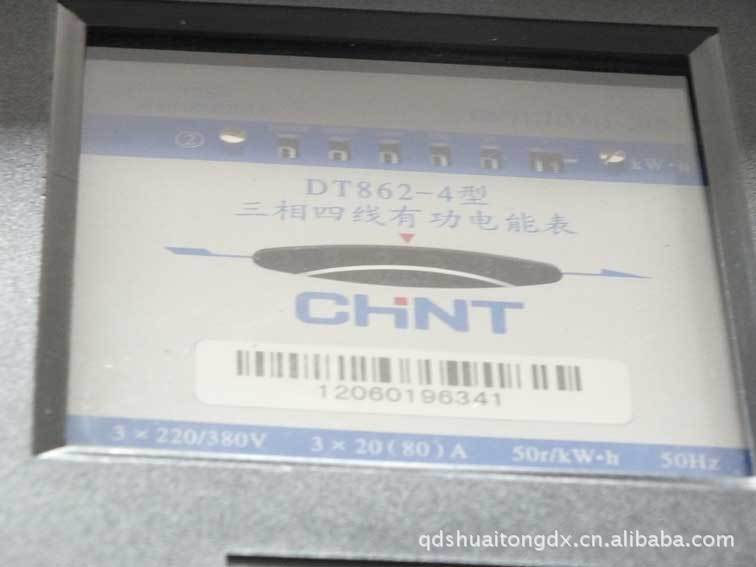 ② kW·h
DT862-4型
三相四线有功电能表
CHNT
12060196341
3×220/380V 3×20(80)A 50r/kW·h 50Hz
qdshuaitongdx.cn.alibaba.com